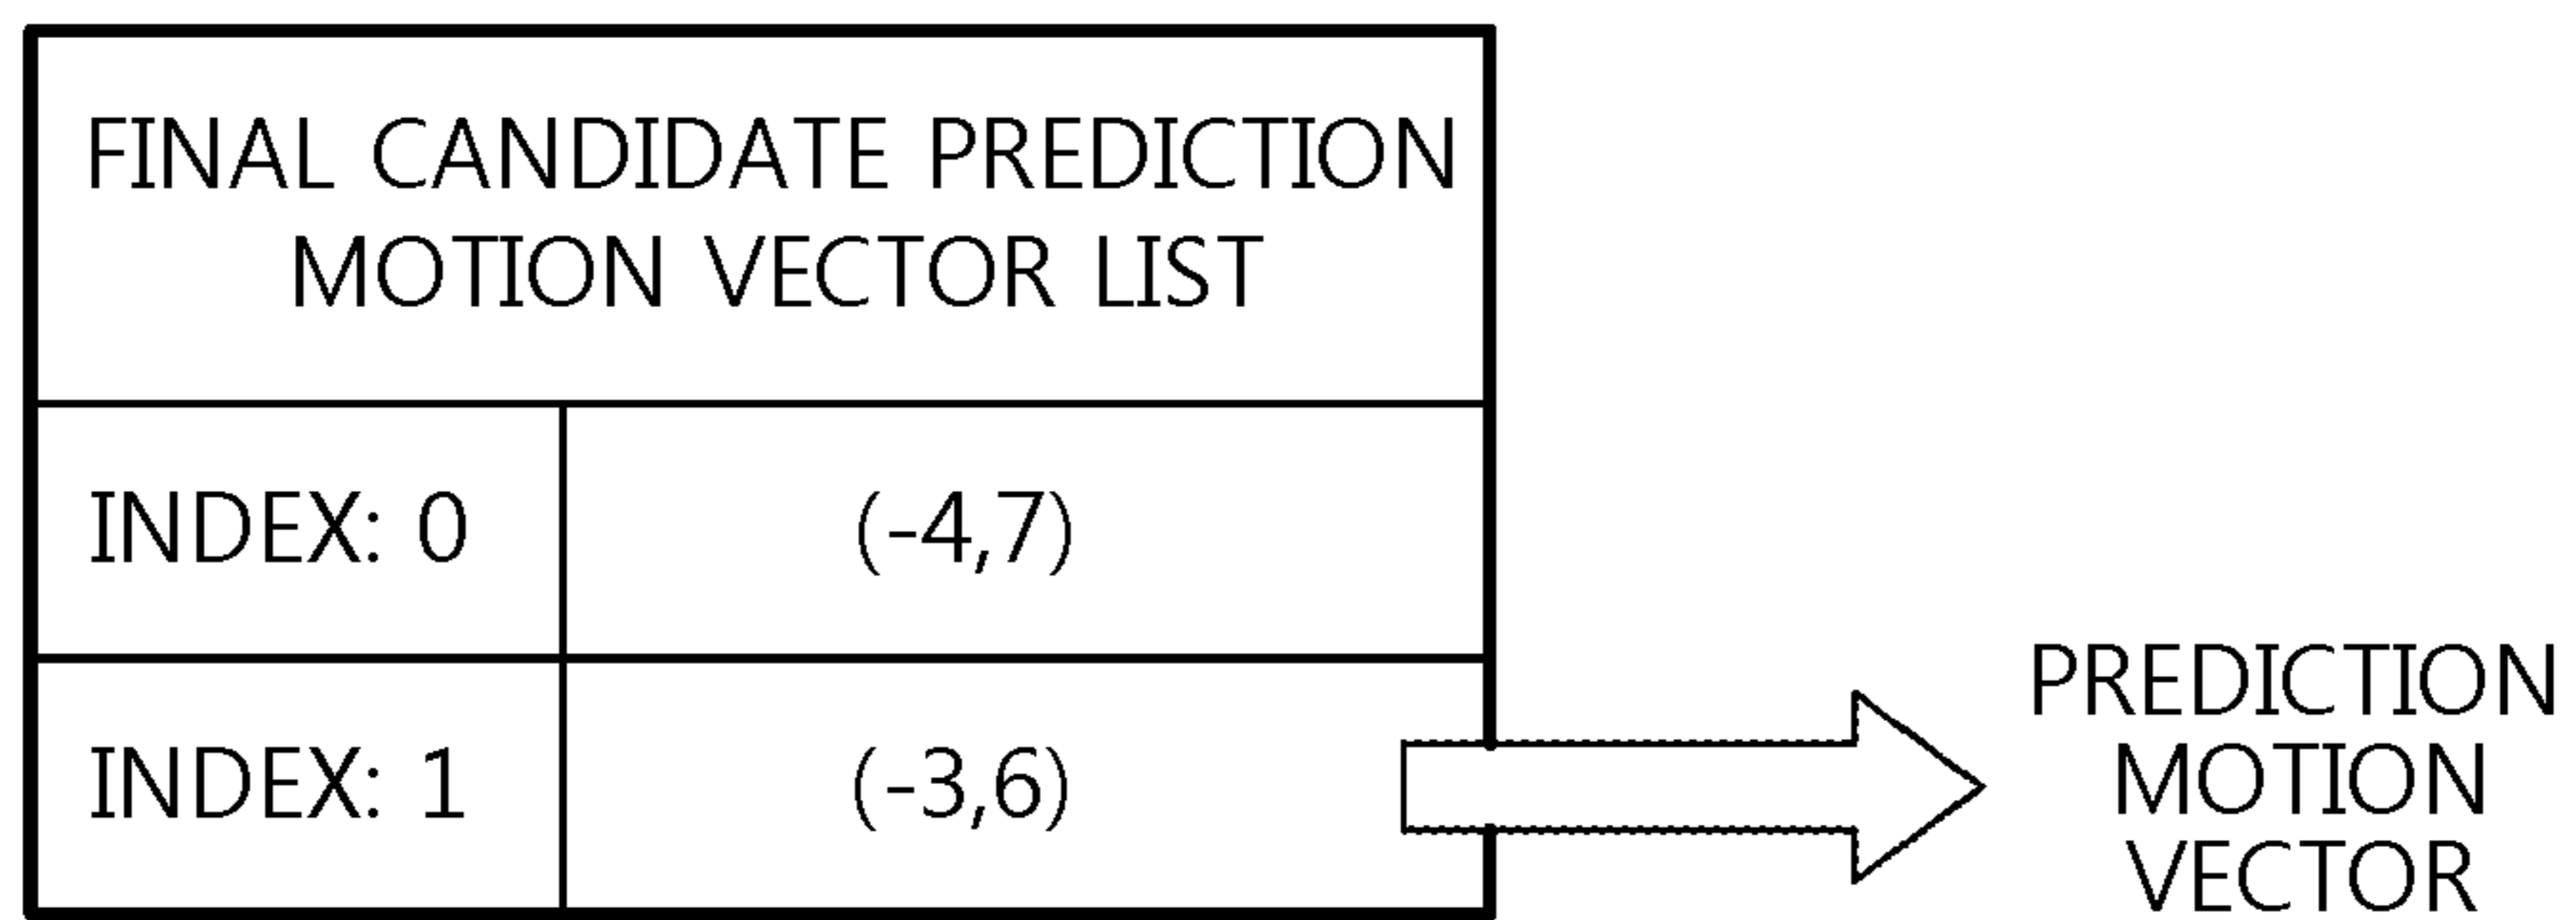 FINAL CANDIDATE PREDICTION
MOTION VECTOR LIST
INDEX: 0 (-4,7)
INDEX: 1 (-3,6)
PREDICTION
MOTION
VECTOR